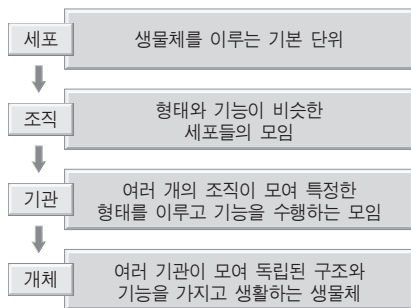 세포
생물체를 이루는 기본 단위
조직
형태와 기능이 비슷한
세포들의 모임
기관
여러 개의 조직이 모여 특정한
형태를 이루고 기능을 수행하는 모임
개체
여러 기관이 모여 독립된 구조와
기능을 가지고 생활하는 생물체